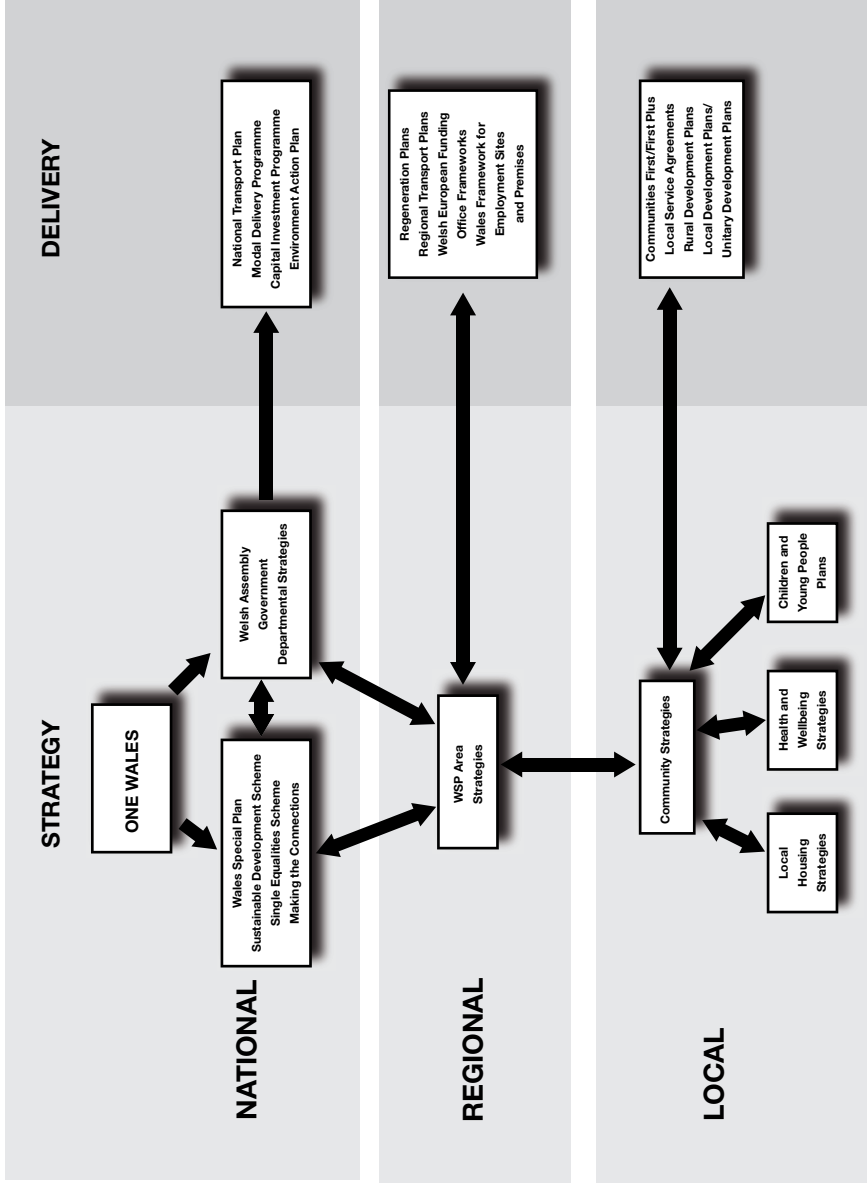 STRATEGY
DELIVERY
NATIONAL
ONE WALES
Wales Special Plan
Sustainable Development Scheme
Single Equalities Scheme
Making the Connections
Welsh Assembly
Government
Departmental Strategies
National Transport Plan
Modal Delivery Programme
Capital Investment Programme
Environment Action Plan
REGIONAL
WSP Area
Strategies
Regeneration Plans
Regional Transport Plans
Welsh European Funding
Office Frameworks
Wales Framework for
Employment Sites
and Premises
LOCAL
Community Strategies
Communities First/First Plus
Local Service Agreements
Rural Development Plans
Local Development Plans/
Unitary Development Plans
Local
Housing
Strategies
Health and
Wellbeing
Strategies
Children and
Young People
Plans